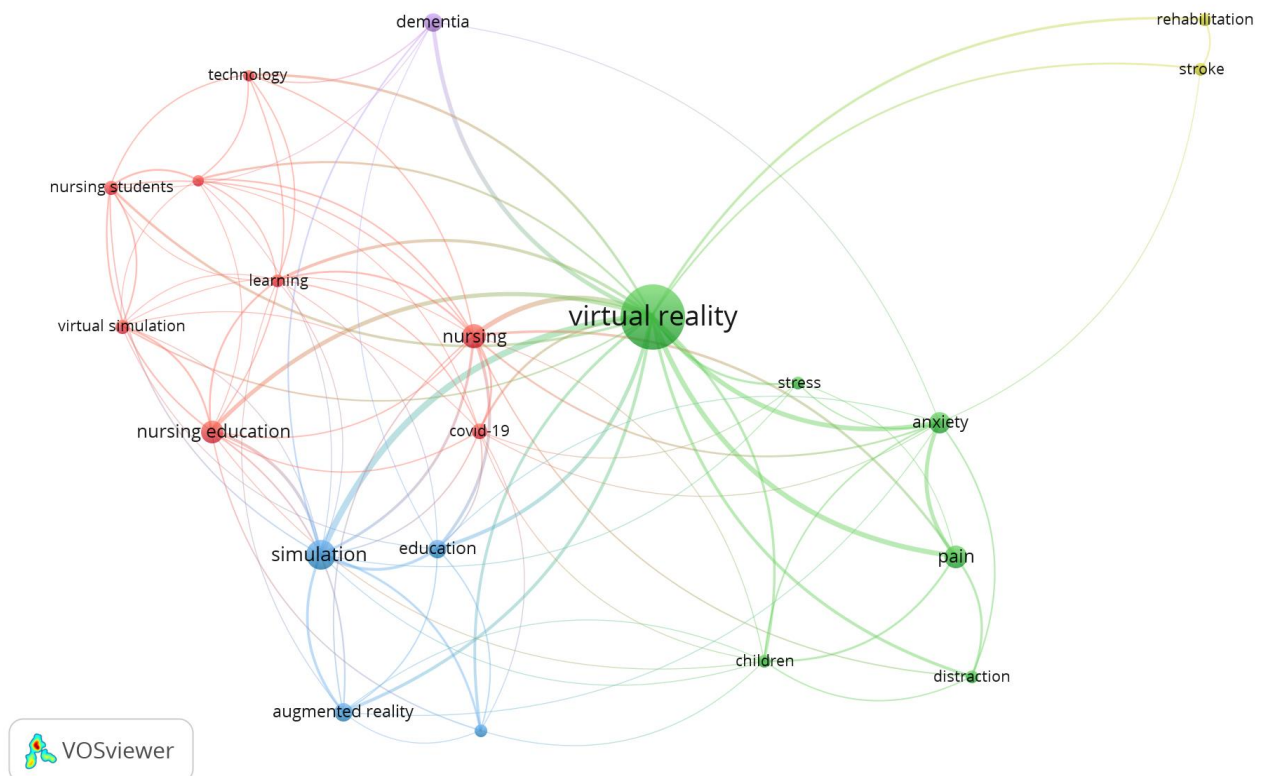 dementia
rehabilitation
technology
stroke
nursing students
learning
virtual simulation
virtual reality
nursing
stress
anxiety
nursing education
covid-19
simulation
education
pain
children
distraction
augmented reality
VOSviewer